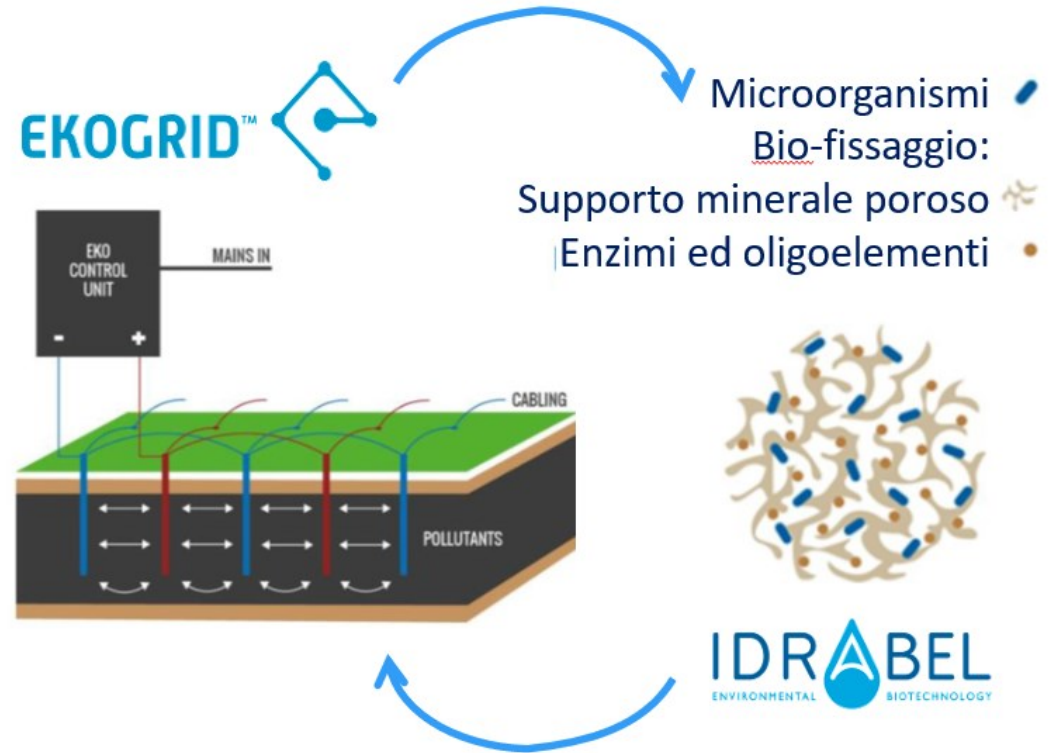 EKOGRID™
Microorganismi
Bio-fissaggio:
Supporto minerale poroso
Enzimi ed oligoelementi
EKO
CONTROL
UNIT
- +
MAINS IN
CABLING
POLLUTANTS
IDRABEL
ENVIRONMENTAL BIOTECHNOLOGY